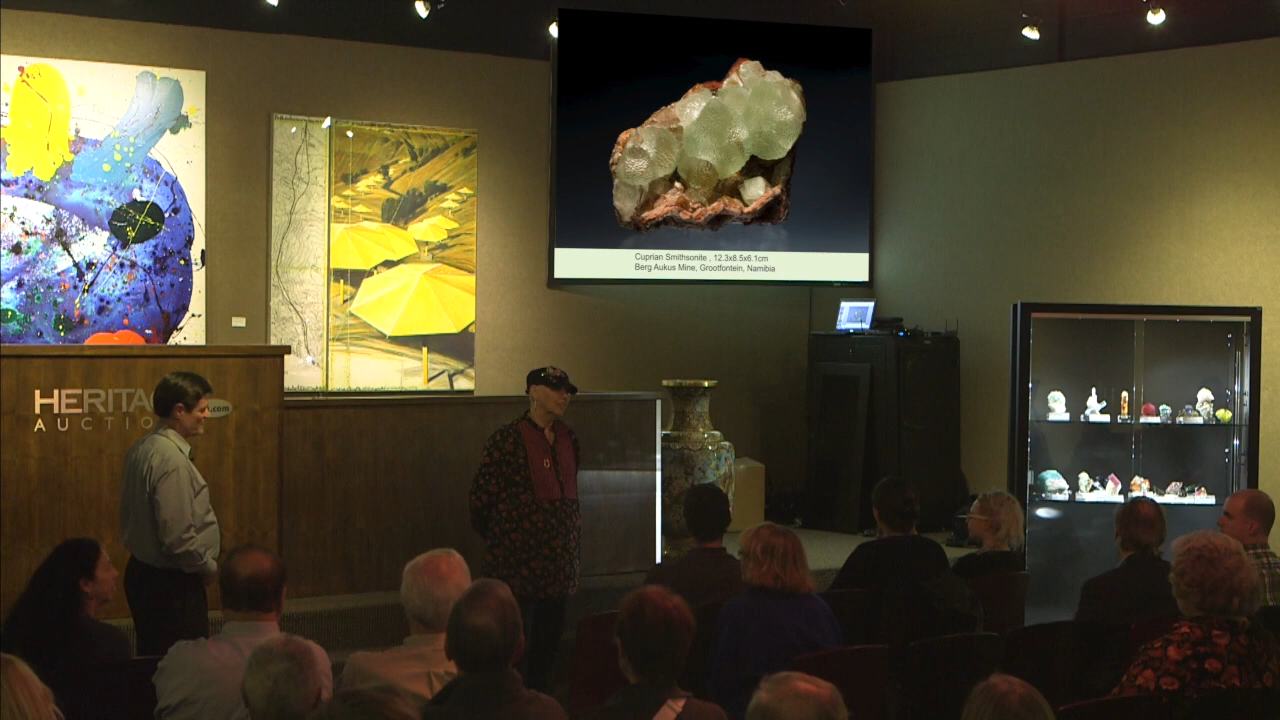 HERITA
.com
AUCTIO
Cuprian Smithsonite , 12.3x8.5x6.1cm
Berg Aukus Mine, Grootfontein, Namibia